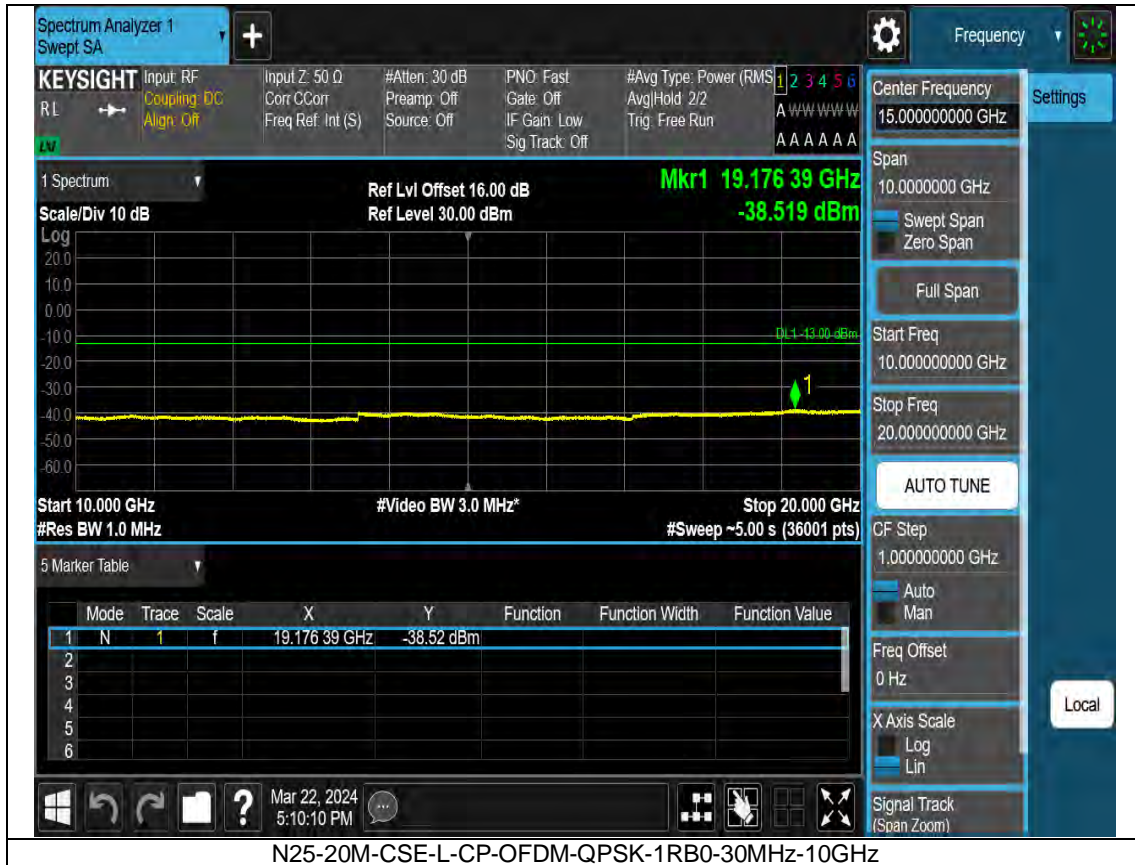 Spectrum Analyzer 1
Swept SA
Frequency
KEYSIGHT
RL
LXI
Input: RF
Coupling: DC
Align: Off
Input Z: 50 Ω
Corr CCorr
Freq Ref: Int (S)
#Atten: 30 dB
Preamp: Off
Source: Off
PNO: Fast
Gate: Off
IF Gain: Low
Sig Track: Off
#Avg Type: Power (RMS
Avg|Hold: 2/2
Trig: Free Run
1 2 3 4 5 6
A W W W W W
A A A A A A
1 Spectrum
Scale/Div 10 dB
Ref Lvl Offset 16.00 dB
Ref Level 30.00 dBm
Mkr1 19.176 39 GHz
-38.519 dBm
Log
20.0
10.0
0.00
-10.0
-20.0
-30.0
-40.0
-50.0
-60.0
DL1 -13.00 dBm
1
Start 10.000 GHz
#Res BW 1.0 MHz
#Video BW 3.0 MHz*
Stop 20.000 GHz
#Sweep ~5.00 s (36001 pts)
5 Marker Table
Mode Trace Scale X Y Function Function Width Function Value
1 N 1 f 19.176 39 GHz -38.52 dBm
2
3
4
5
6
Mar 22, 2024
5:10:10 PM
Center Frequency
15.000000000 GHz
Settings
Span
10.0000000 GHz
Swept Span
Zero Span
Full Span
Start Freq
10.000000000 GHz
Stop Freq
20.000000000 GHz
AUTO TUNE
CF Step
1.000000000 GHz
Auto
Man
Freq Offset
0 Hz
X Axis Scale
Log
Lin
Local
Signal Track
(Span Zoom)
N25-20M-CSE-L-CP-OFDM-QPSK-1RB0-30MHz-10GHz